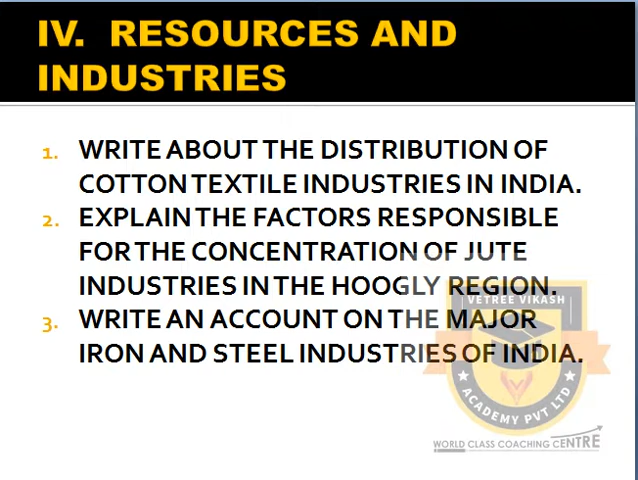 IV. RESOURCES AND
INDUSTRIES
1. WRITE ABOUT THE DISTRIBUTION OF
COTTON TEXTILE INDUSTRIES IN INDIA.
2. EXPLAIN THE FACTORS RESPONSIBLE
FOR THE CONCENTRATION OF JUTE
INDUSTRIES IN THE HOOGLY REGION.
3. WRITE AN ACCOUNT ON THE MAJOR
IRON AND STEEL INDUSTRIES OF INDIA.
VETREE VIKASH
ACADEMY PVT LTD
WORLD CLASS COACHING CENTRE